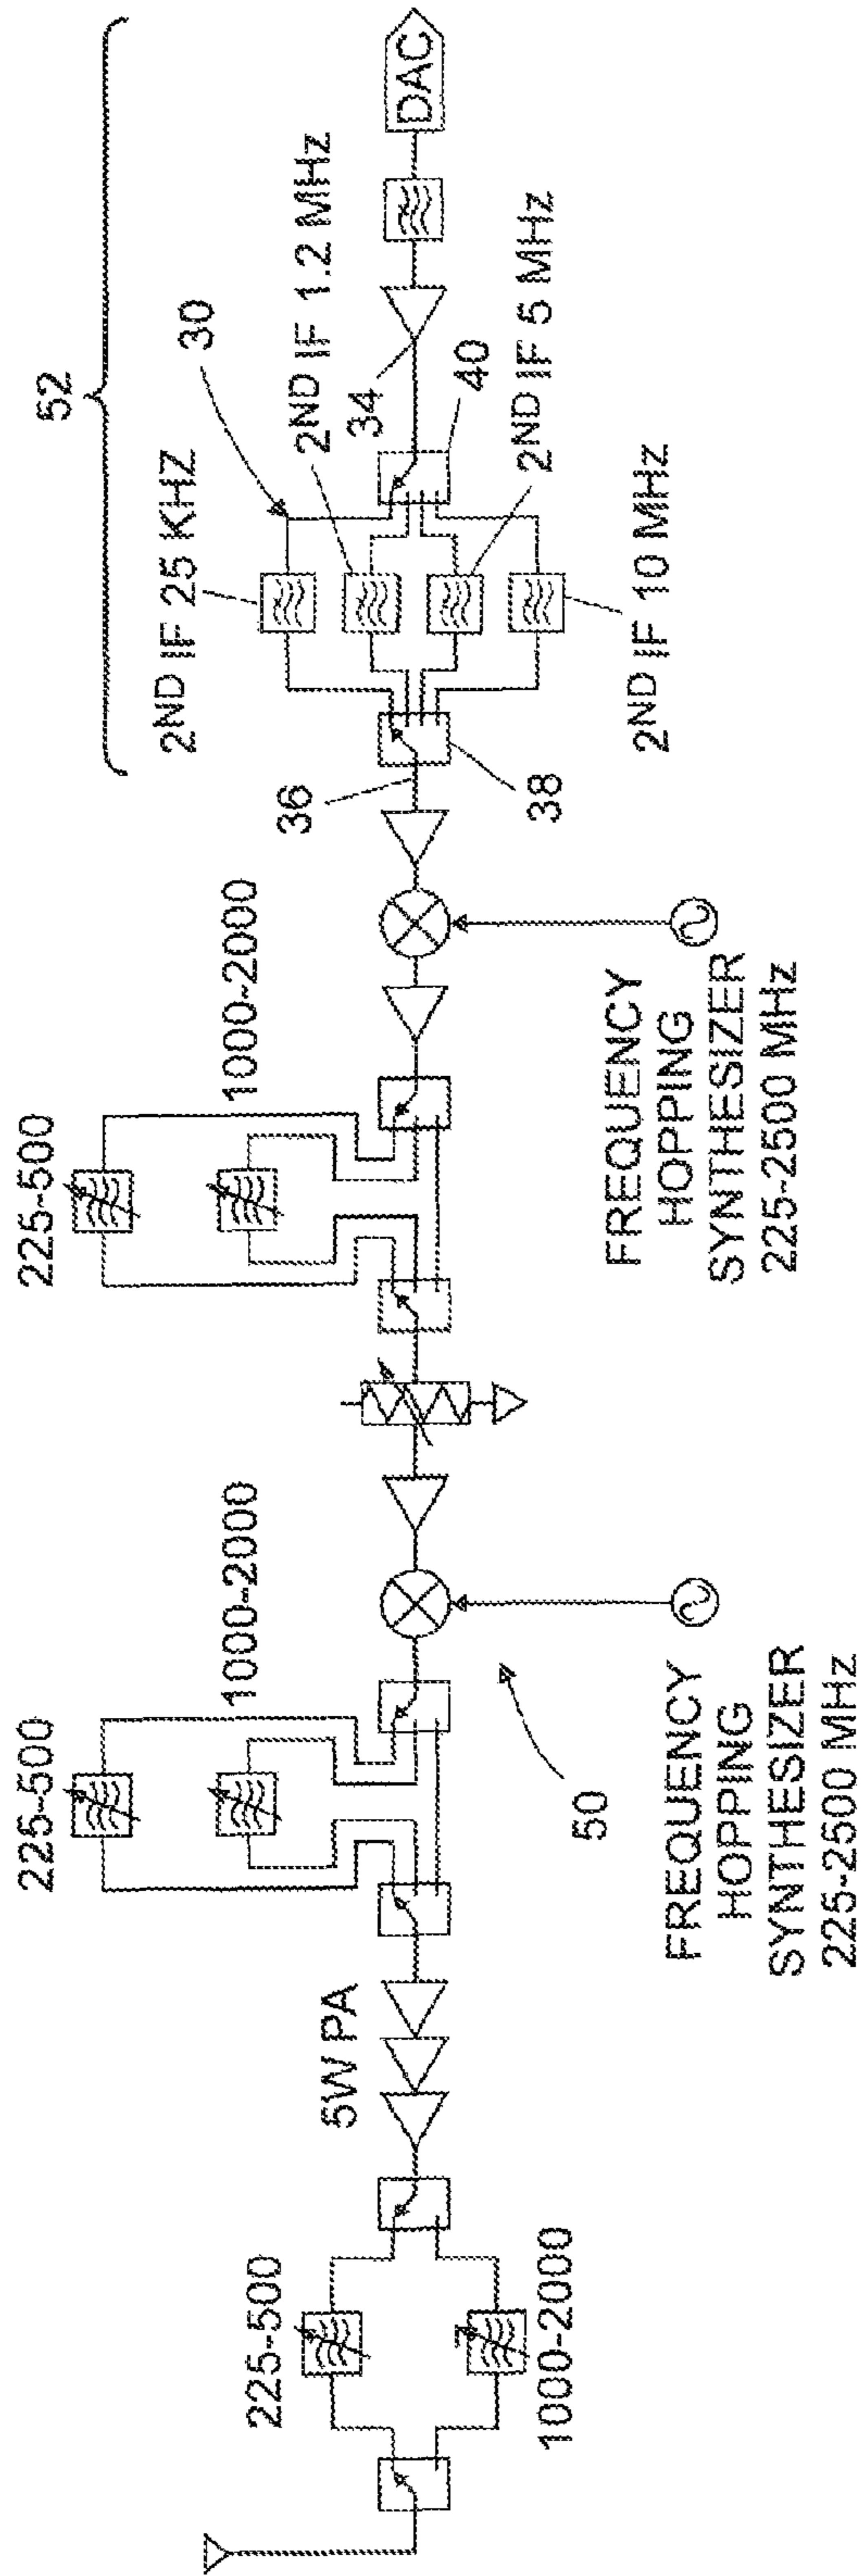 52
2ND IF 25 KHZ
30
2ND IF 1.2 MHz
34
DAC
36
38
40
2ND IF 5 MHz
2ND IF 10 MHz
225-500
1000-2000
FREQUENCY
HOPPING
SYNTHESIZER
225-2500 MHz
225-500
1000-2000
50
FREQUENCY
HOPPING
SYNTHESIZER
225-2500 MHz
5W PA
225-500
1000-2000